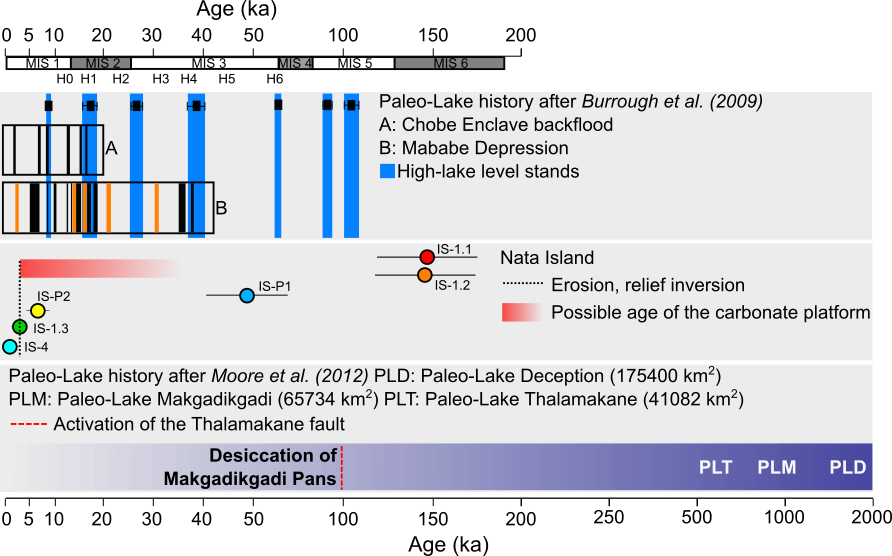 Age (ka)
0 5 10 20 30 40 50 100 150 200
MIS 1 MIS 2 MIS 3 MIS 4 MIS 5 MIS 6
H0 H1 H2 H3 H4 H5 H6
Paleo-Lake history after Burrough et al. (2009)
A: Chobe Enclave backflood
A
B: Mababe Depression
High-lake level stands
B
IS-1.1
Nata Island
IS-1.2
Erosion, relief inversion
IS-P2
IS-P1
Possible age of the carbonate platform
IS-1.3
IS-4
Paleo-Lake history after Moore et al. (2012) PLD: Paleo-Lake Deception (175400 km²)
PLM: Paleo-Lake Makgadikgadi (65734 km²) PLT: Paleo-Lake Thalamakane (41082 km²)
Activation of the Thalamakane fault
Desiccation of
Makgadikgadi Pans
PLT PLM PLD
0 5 10 20 30 40 50 100 150 200 250 500 1000 2000
Age (ka)